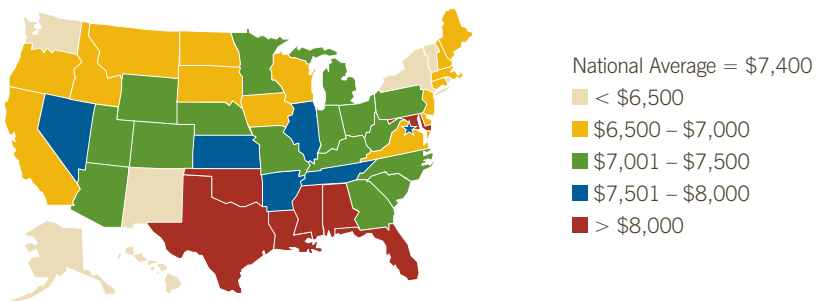 National Average = $7,400
< $6,500
$6,500 – $7,000
$7,001 – $7,500
$7,501 – $8,000
> $8,000